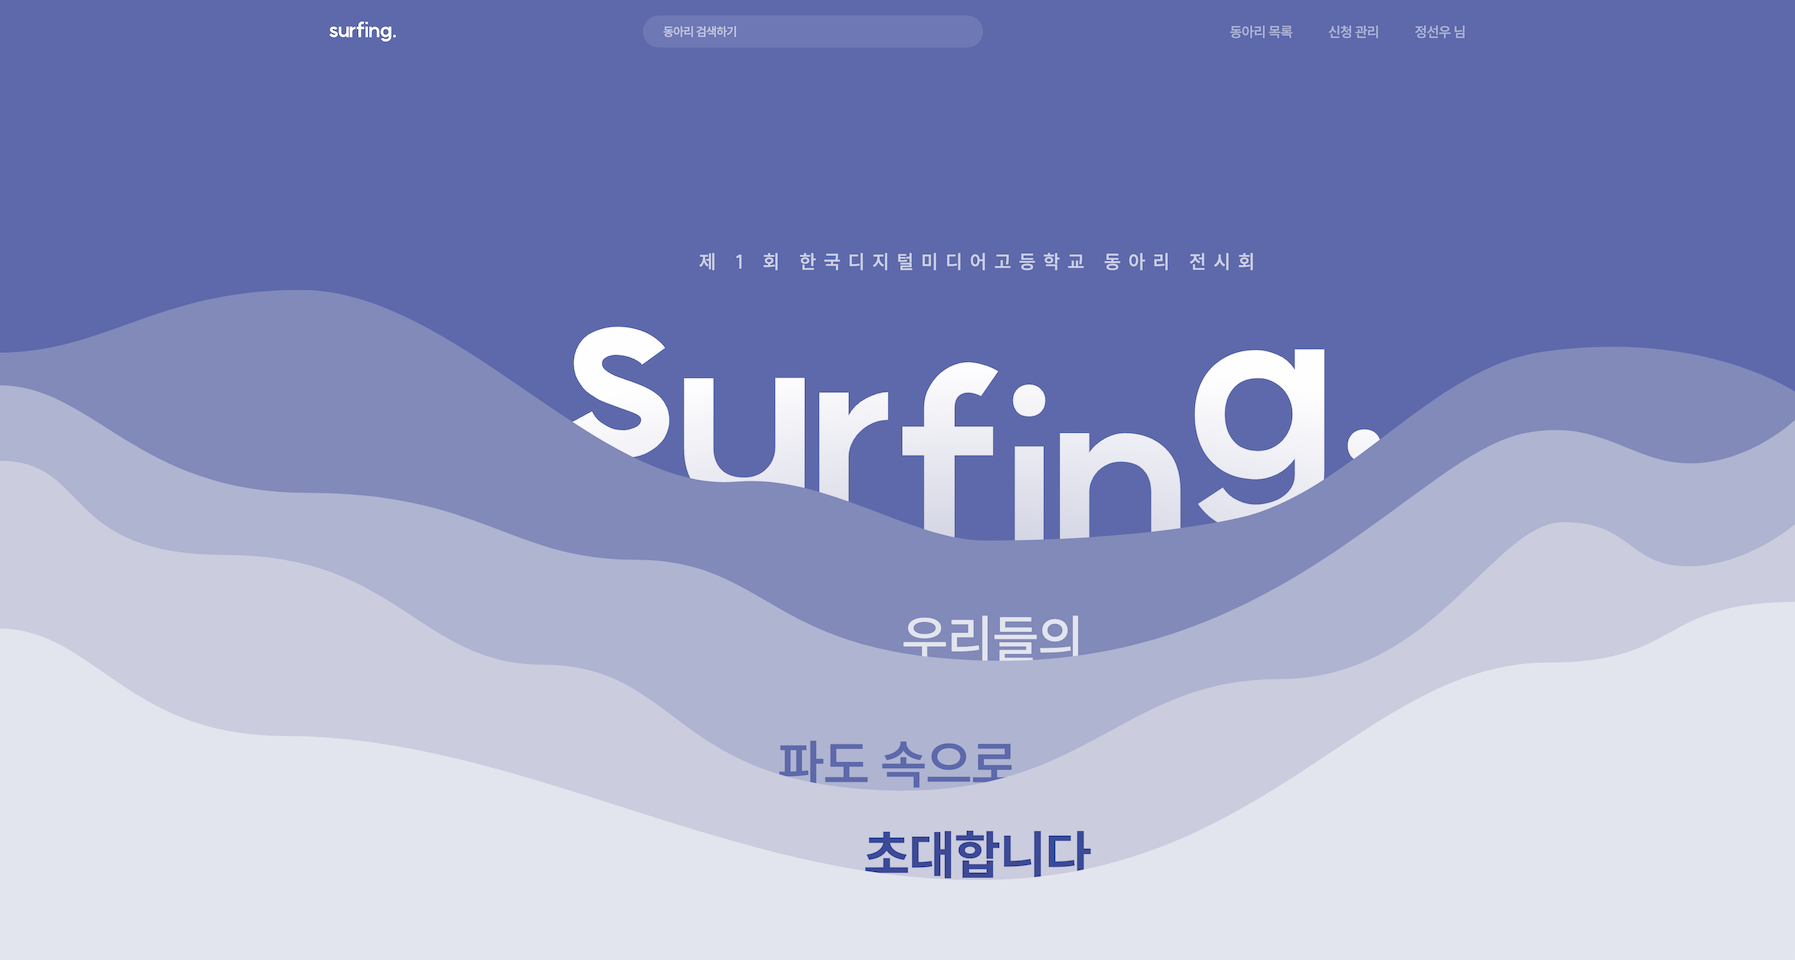 surfing.
동아리 검색하기
동아리 목록
신청 관리
정선우 님
제 1 회 한국디지털미디어고등학교 동아리 전시회
surfing.
우리들의
파도 속으로
초대합니다